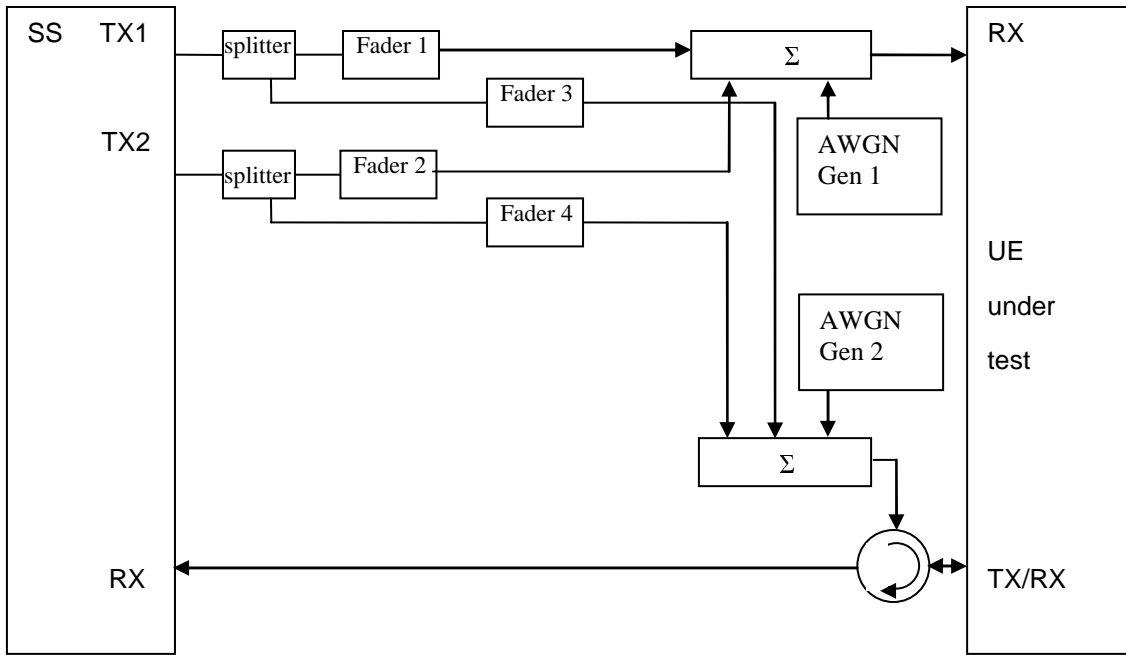 SS TX1
splitter
Fader 1
Σ
RX
Fader 3
TX2
AWGN
Gen 1
splitter
Fader 2
Fader 4
UE
under
test
AWGN
Gen 2
Σ
RX
TX/RX